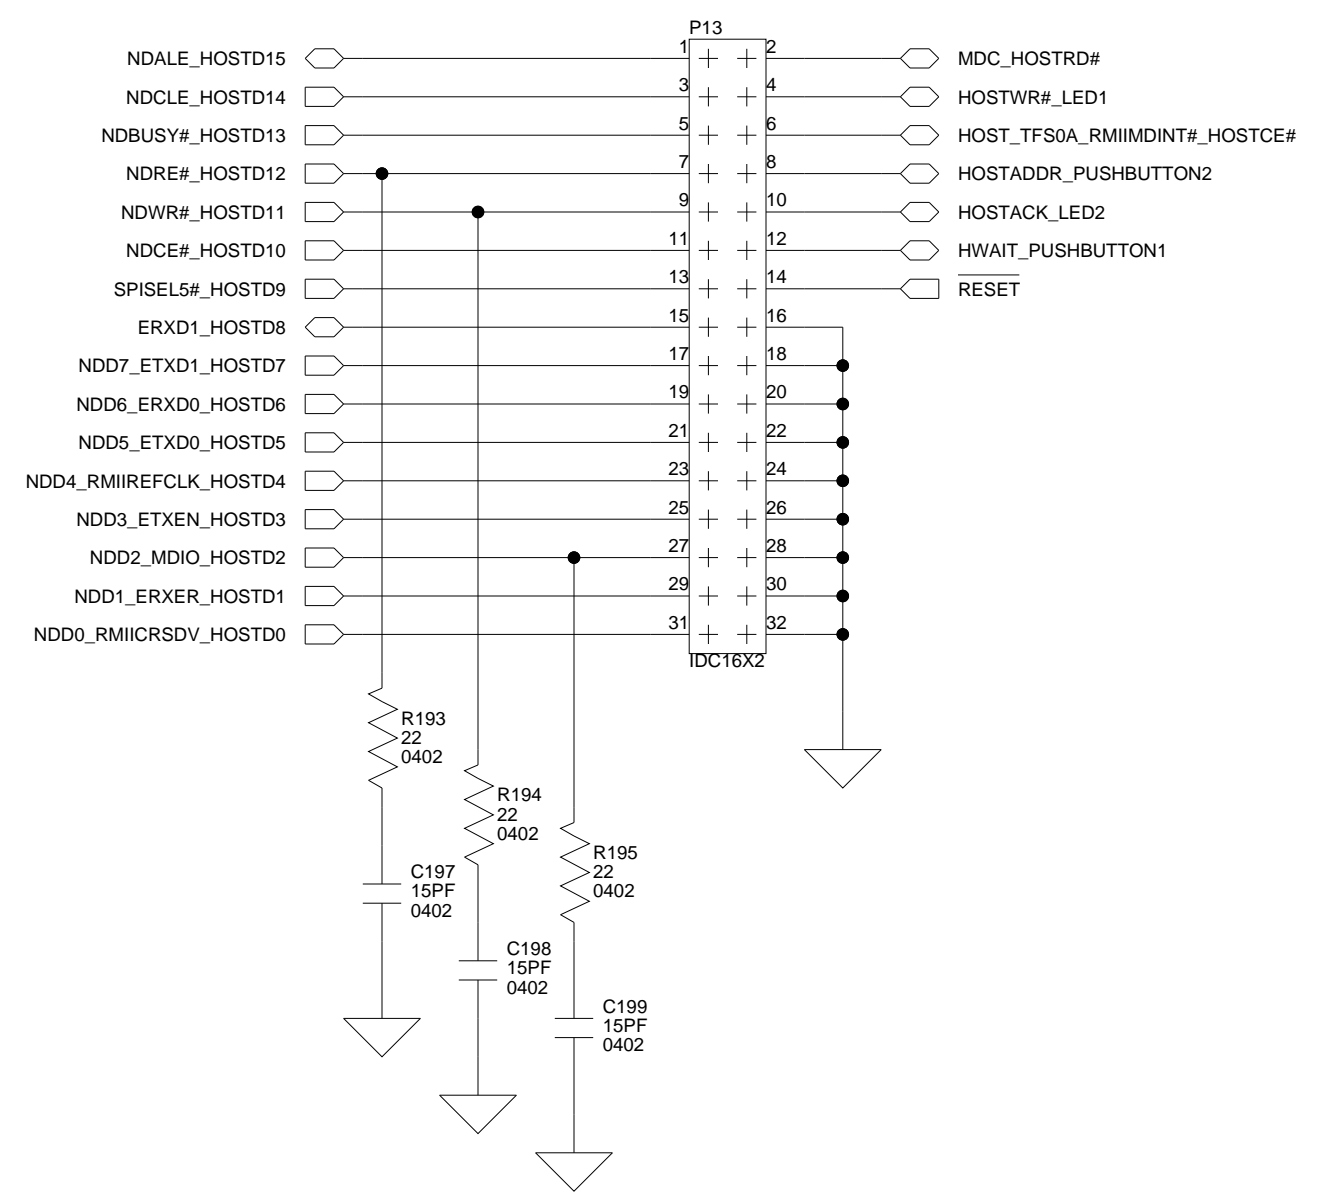 P13
NDALE_HOSTD15 1 2 MDC_HOSTRD#
NDCLE_HOSTD14 3 4 HOSTWR#_LED1
NDBUSY#_HOSTD13 5 6 HOST_TFS0A_RMIIMDINT#_HOSTCE#
NDRE#_HOSTD12 7 8 HOSTADDR_PUSHBUTTON2
NDWR#_HOSTD11 9 10 HOSTACK_LED2
NDCE#_HOSTD10 11 12 HWAIT_PUSHBUTTON1
SPISEL5#_HOSTD9 13 14 RESET
ERXD1_HOSTD8 15 16
NDD7_ETXD1_HOSTD7 17 18
NDD6_ERXD0_HOSTD6 19 20
NDD5_ETXD0_HOSTD5 21 22
NDD4_RMIIREFCLK_HOSTD4 23 24
NDD3_ETXEN_HOSTD3 25 26
NDD2_MDIO_HOSTD2 27 28
NDD1_ERXER_HOSTD1 29 30
NDD0_RMIICRSDV_HOSTD0 31 32
IDC16X2
R193
22
0402
R194
22
0402
R195
22
0402
C197
15PF
0402
C198
15PF
0402
C199
15PF
0402